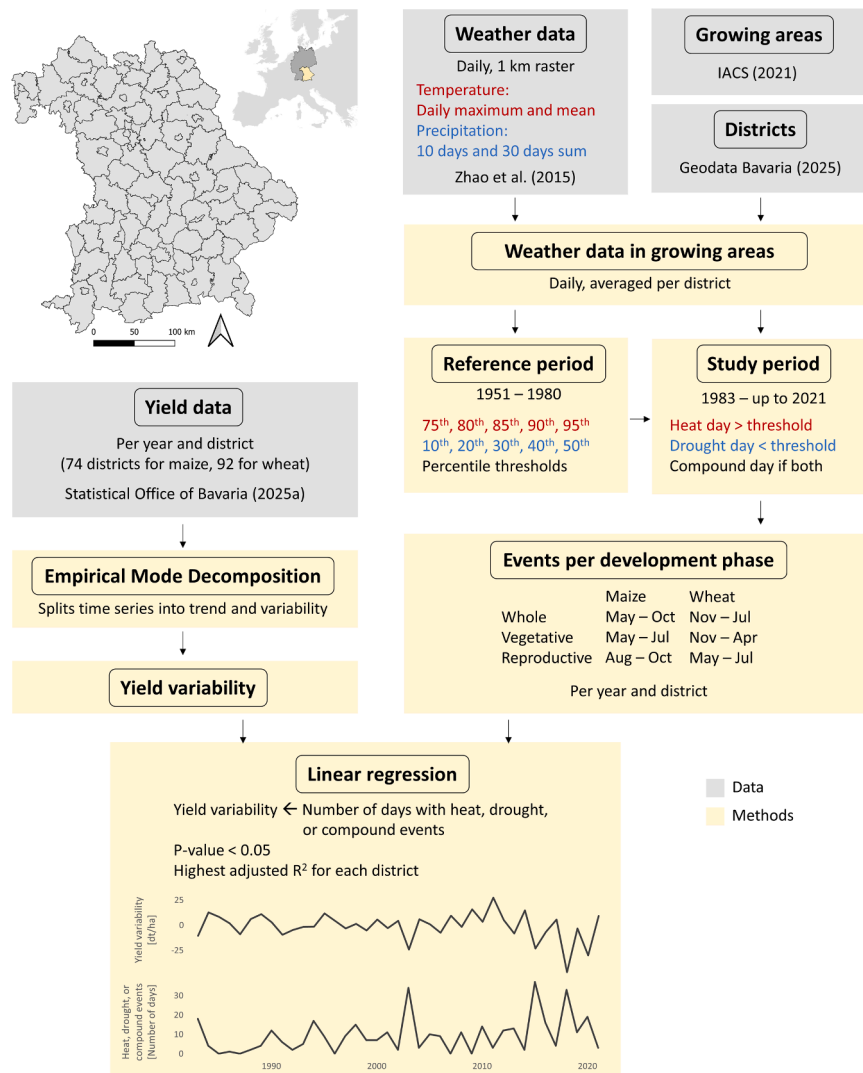 0 50 100 km
Weather data
Daily, 1 km raster
Temperature:
Daily maximum and mean
Precipitation:
10 days and 30 days sum
Zhao et al. (2015)
Growing areas
IACS (2021)
Districts
Geodata Bavaria (2025)
Weather data in growing areas
Daily, averaged per district
Reference period
1951 – 1980
75th, 80th, 85th, 90th, 95th
10th, 20th, 30th, 40th, 50th
Percentile thresholds
Study period
1983 – up to 2021
Heat day > threshold
Drought day < threshold
Compound day if both
Yield data
Per year and district
(74 districts for maize, 92 for wheat)
Statistical Office of Bavaria (2025a)
Empirical Mode Decomposition
Splits time series into trend and variability
Yield variability
Events per development phase
Maize Wheat
Whole May – Oct Nov – Jul
Vegetative May – Jul Nov – Apr
Reproductive Aug – Oct May – Jul
Per year and district
Linear regression
Yield variability ← Number of days with heat, drought,
or compound events
P-value < 0.05
Highest adjusted R2 for each district
Data
Methods
Yield variability
[dt/ha]
25
0
-25
Heat, drought, or
compound events
[Number of days]
30
20
10
0
1990 2000 2010 2020